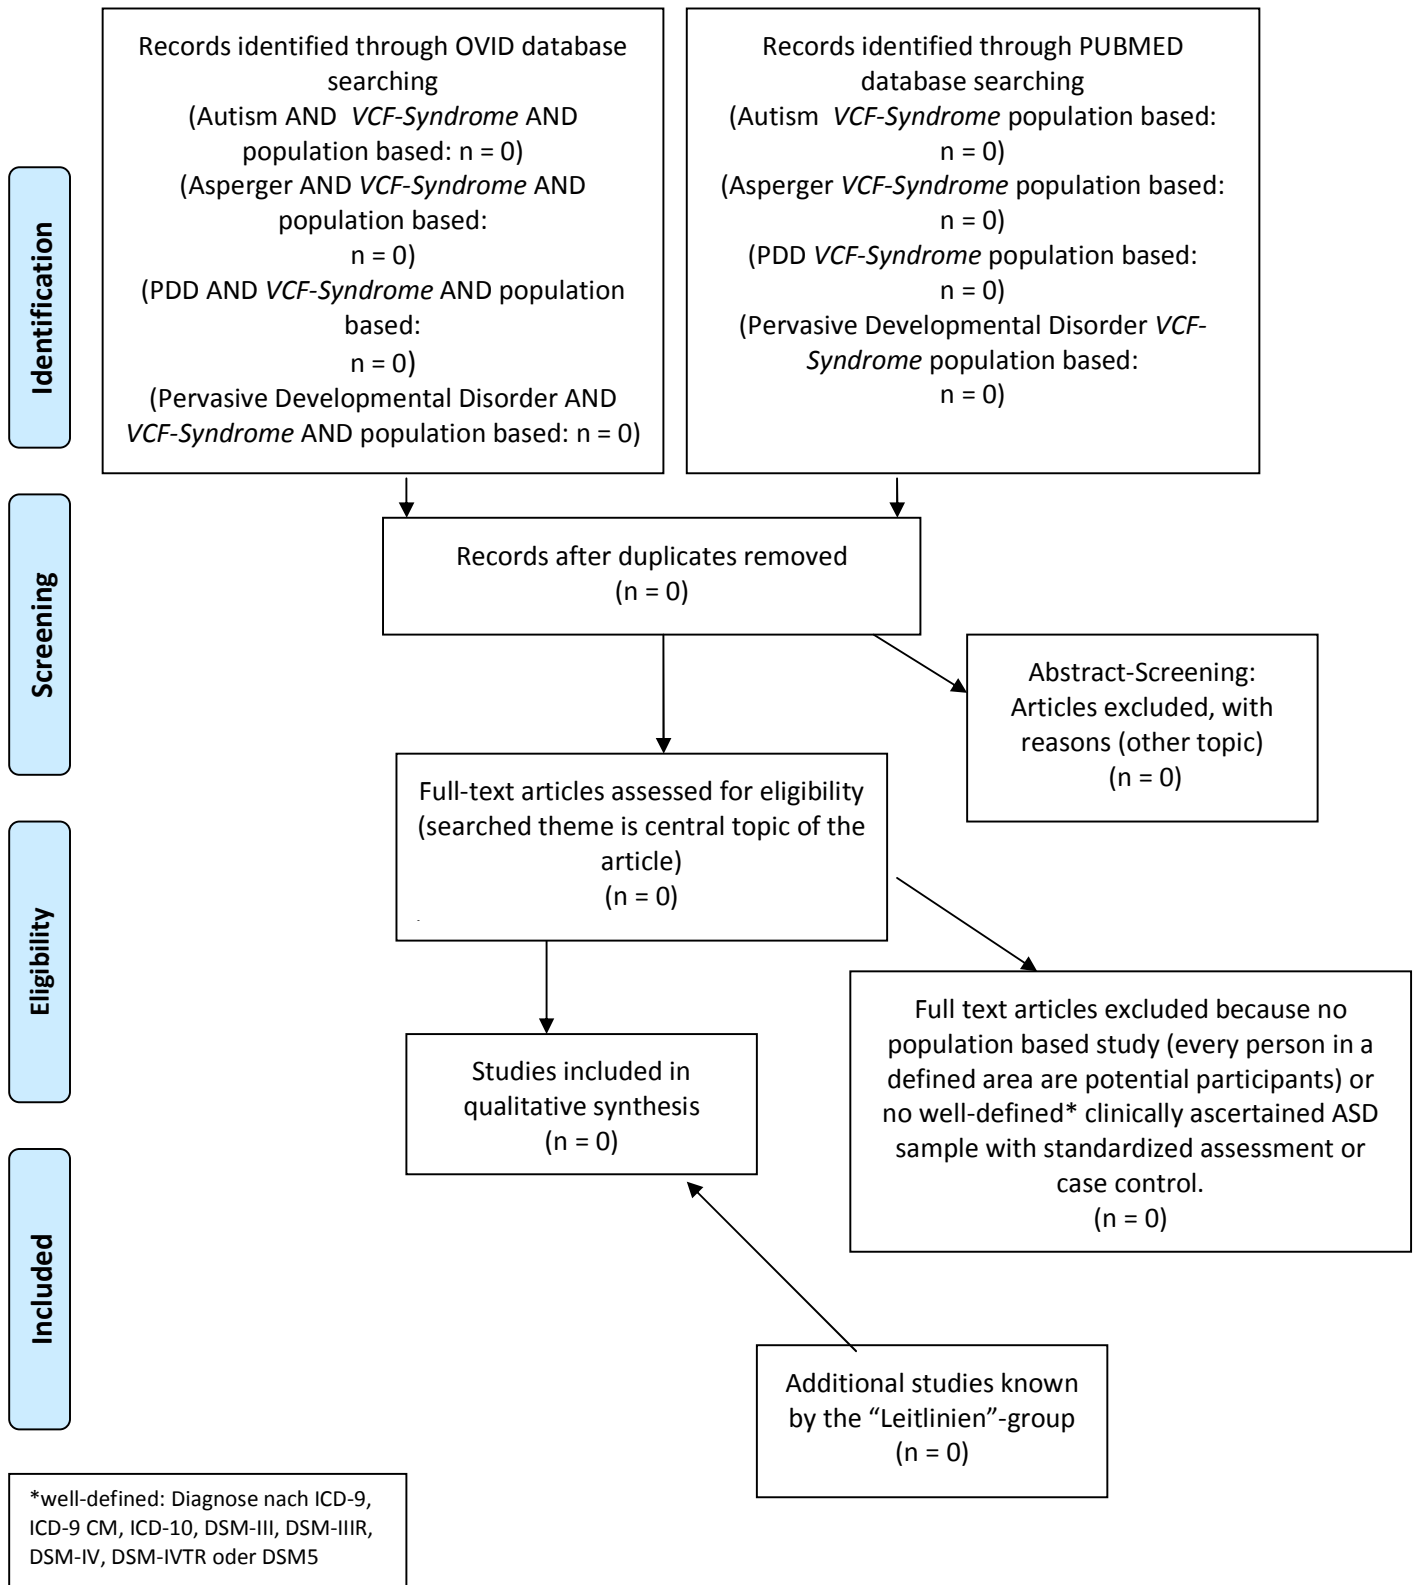 Records identified through OVID database
searching
(Autism AND VCF-Syndrome AND
population based: n = 0)
(Asperger AND VCF-Syndrome AND
population based:
n = 0)
(PDD AND VCF-Syndrome AND population
based:
n = 0)
(Pervasive Developmental Disorder AND
VCF-Syndrome AND population based: n = 0)
Records identified through PUBMED
database searching
(Autism VCF-Syndrome population based:
n = 0)
(Asperger VCF-Syndrome population based:
n = 0)
(PDD VCF-Syndrome population based:
n = 0)
(Pervasive Developmental Disorder VCF-
Syndrome population based:
n = 0)
Identification
Screening
Records after duplicates removed
(n = 0)
Abstract-Screening:
Articles excluded, with
reasons (other topic)
(n = 0)
Full-text articles assessed for eligibility
(searched theme is central topic of the
article)
(n = 0)
Eligibility
Full text articles excluded because no
population based study (every person in a
defined area are potential participants) or
no well-defined* clinically ascertained ASD
sample with standardized assessment or
case control.
(n = 0)
Studies included in
qualitative synthesis
(n = 0)
Included
Additional studies known
by the “Leitlinien”-group
(n = 0)
*well-defined: Diagnose nach ICD-9,
ICD-9 CM, ICD-10, DSM-III, DSM-IIIR,
DSM-IV, DSM-IVTR oder DSM5